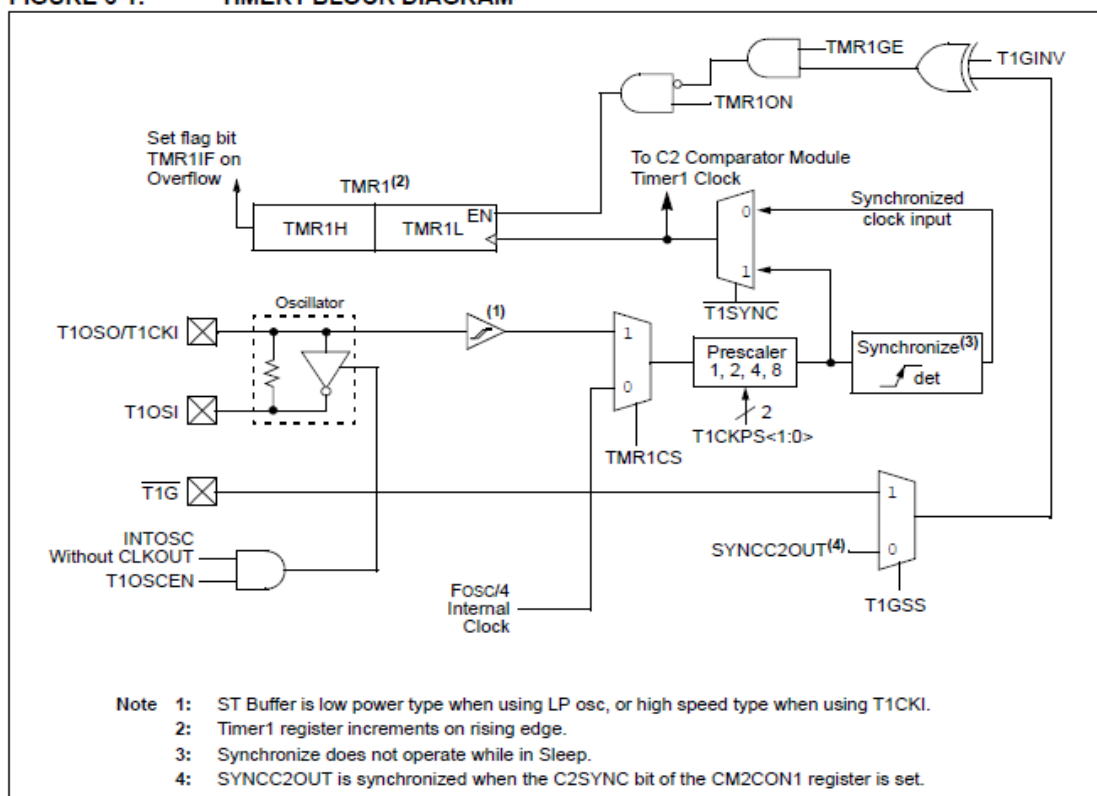 FIGURE 6-1: TIMER1 BLOCK DIAGRAM
TMR1GE
T1GINV
TMR1ON
Set flag bit
TMR1IF on
Overflow
To C2 Comparator Module
Timer1 Clock
TMR1(2)
EN
TMR1H
TMR1L
0
1
Synchronized
clock input
T1SYNC
Oscillator
(1)
T1OSO/T1CKI
T1OSI
1
0
Prescaler
1, 2, 4, 8
Synchronize(3)
det
2
T1CKPS<1:0>
TMR1CS
T1G
1
0
INTOSC
Without CLKOUT
T1OSCEN
SYNCC2OUT(4)
T1GSS
FOSC/4
Internal
Clock
Note 1: ST Buffer is low power type when using LP osc, or high speed type when using T1CKI.
2: Timer1 register increments on rising edge.
3: Synchronize does not operate while in Sleep.
4: SYNCC2OUT is synchronized when the C2SYNC bit of the CM2CON1 register is set.